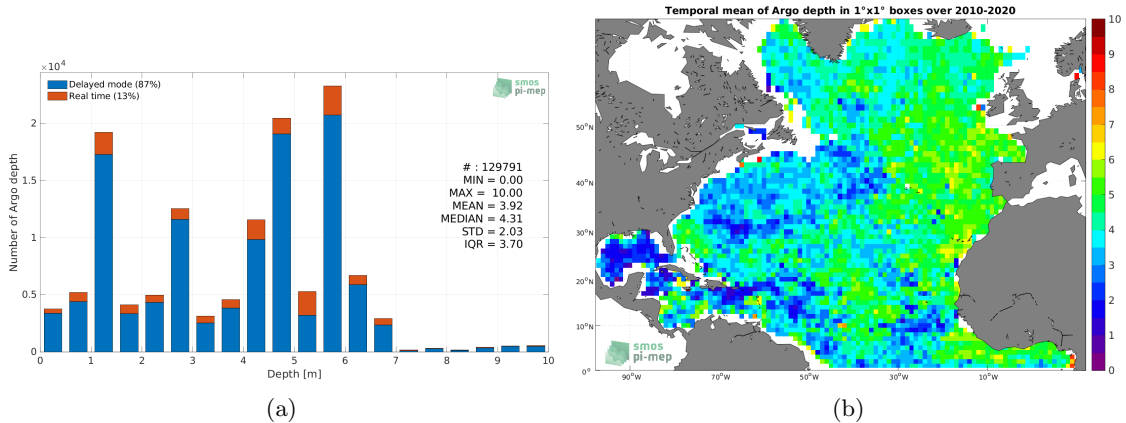 ×10⁴
Delayed mode (87%)
Real time (13%)
smos
pi-mep
# : 129791
MIN = 0.00
MAX = 10.00
MEAN = 3.92
MEDIAN = 4.31
STD = 2.03
IQR = 3.70
Number of Argo depth
2
1.5
1
0.5
0
0 1 2 3 4 5 6 7 8 9 10
Depth [m]
(a)
Temporal mean of Argo depth in 1°x1° boxes over 2010-2020
50°N
40°N
30°N
20°N
10°N
0°
90°W 70°W 50°W 30°W 10°W
smos
pi-mep
10
9
8
7
6
5
4
3
2
1
0
(b)